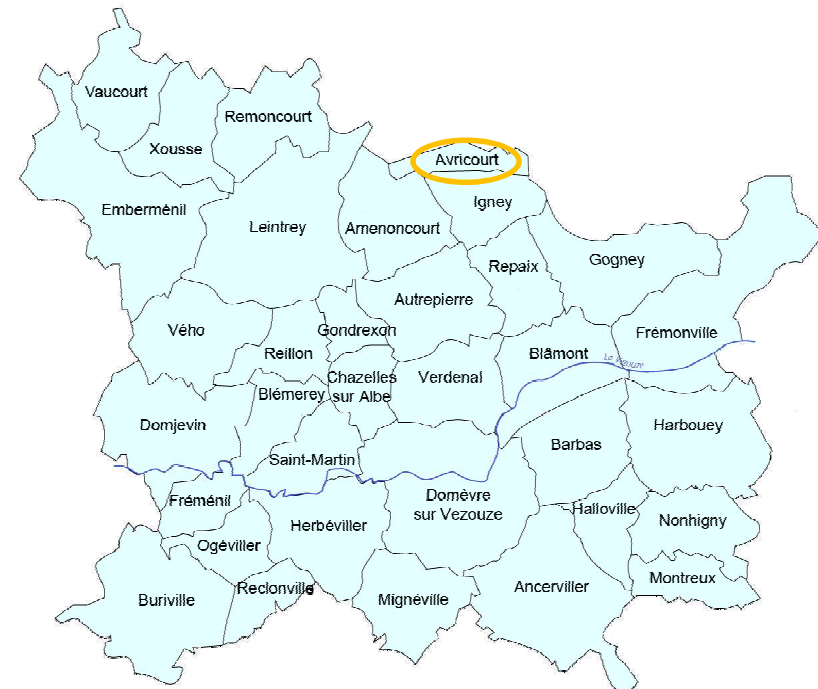 Vaucourt
Remoncourt
Xousse
Avricourt
Emberménil
Igney
Leintrey
Amenoncourt
Repaix
Gogney
Autrepierre
Vého
Gondrexon
Frémonville
Reillon
Blâmont
La Vezouze
Chazelles
sur Albe
Verdenal
Blémerey
Domjevin
Harbouey
Barbas
Saint-Martin
Fréménil
Domèvre
sur Vezouze
Halloville
Herbéviller
Nonhigny
Ogéviller
Montreux
Reclonville
Ancerviller
Buriville
Mignéville